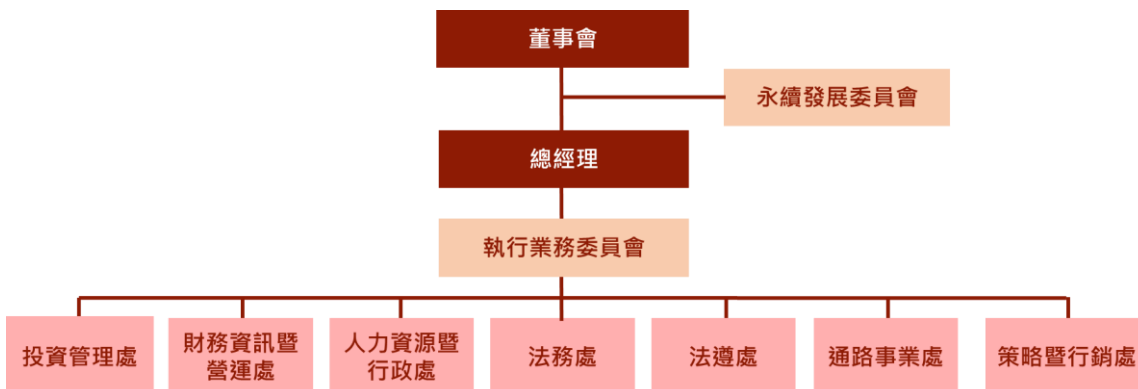 董事會
永續發展委員會
總經理
執行業務委員會
投資管理處
財務資訊暨
營運處
人力資源暨
行政處
法務處
法遵處
通路事業處
策略暨行銷處